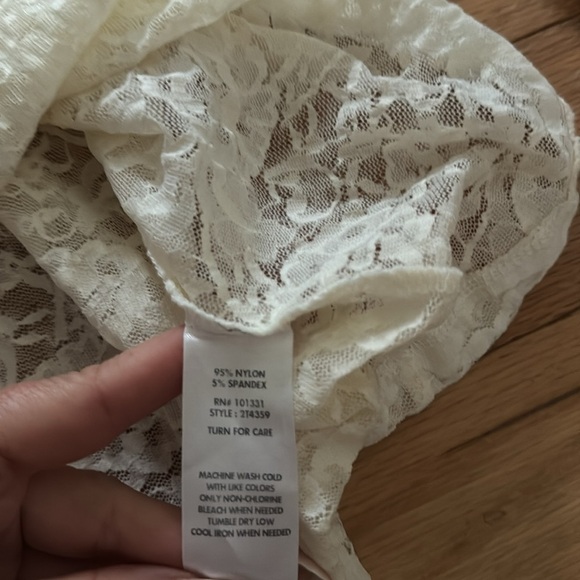 95% NYLON
5% SPANDEX
RN# 101331
STYLE : 2T4359
TURN FOR CARE
MACHINE WASH COLD
WITH LIKE COLORS
ONLY NON-CHLORINE
BLEACH WHEN NEEDED
TUMBLE DRY LOW
COOL IRON WHEN NEEDED